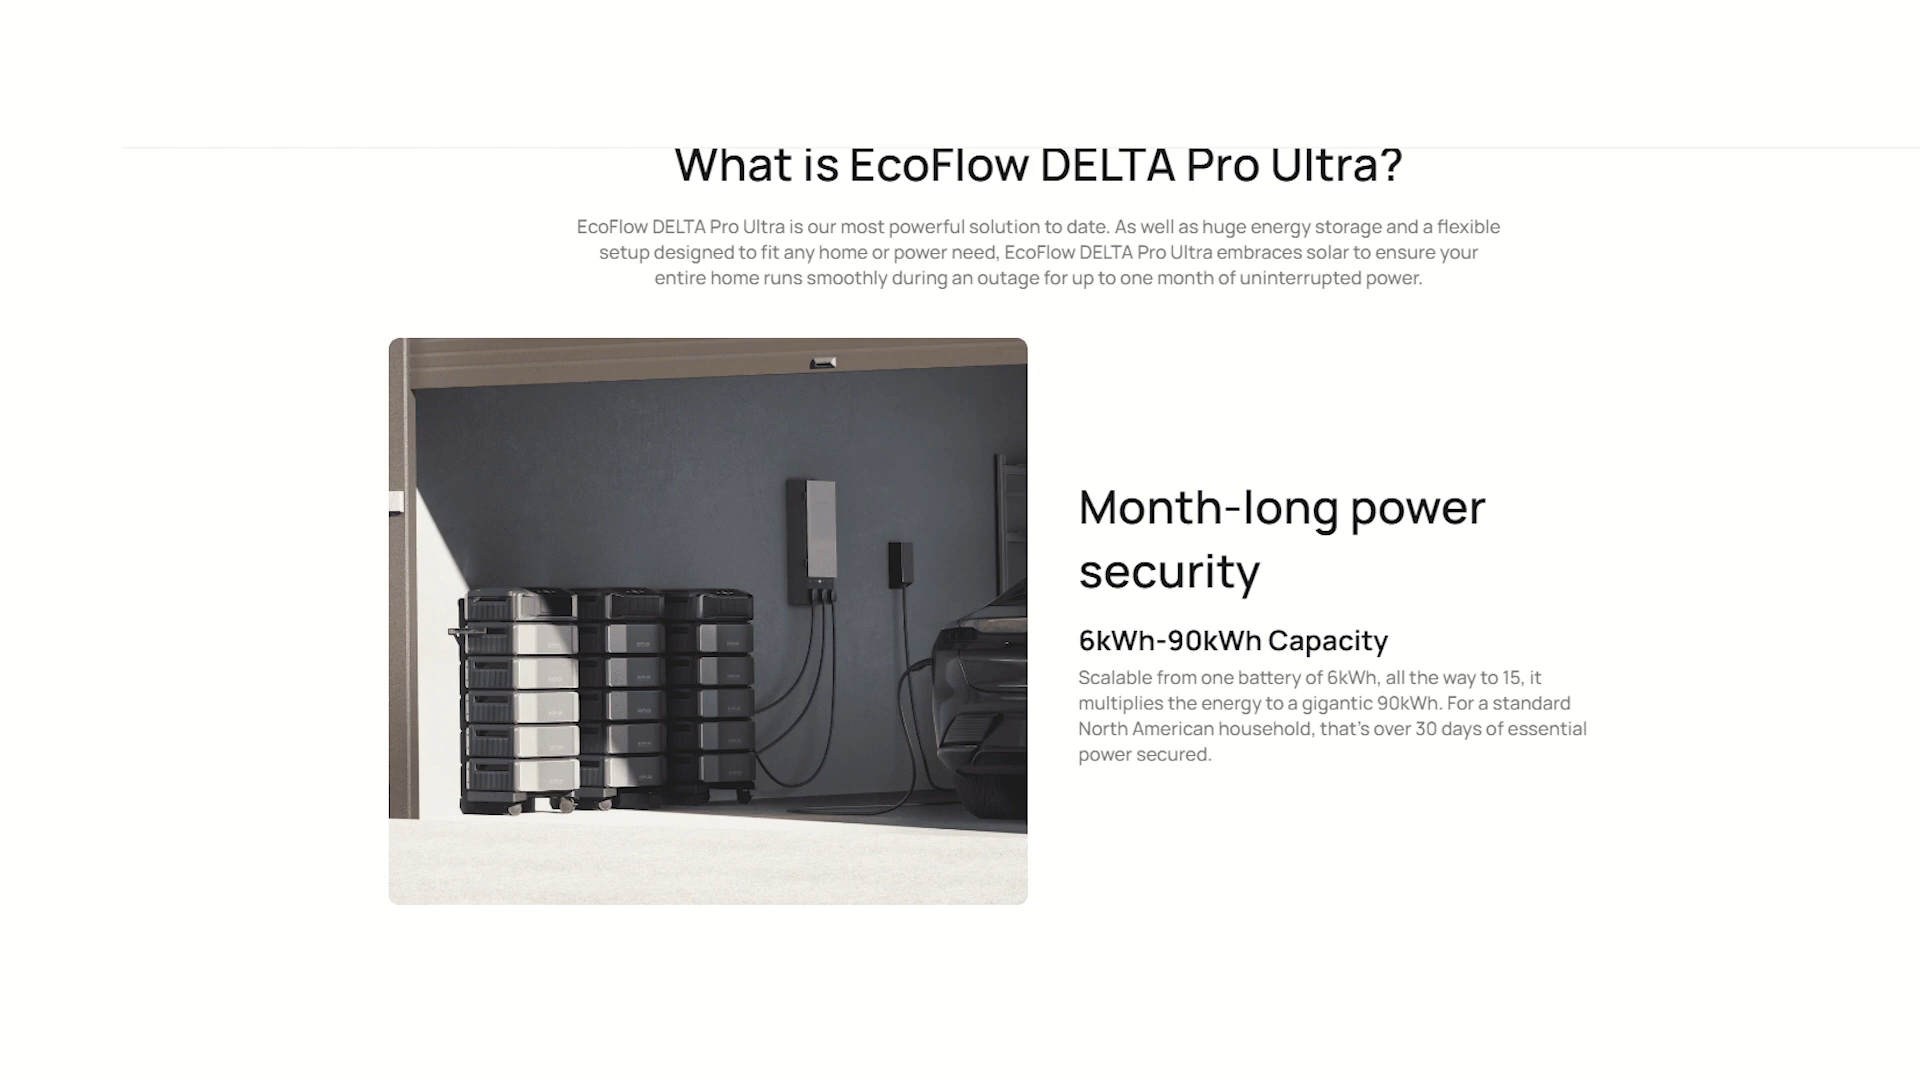 What is EcoFlow DELTA Pro Ultra?
EcoFlow DELTA Pro Ultra is our most powerful solution to date. As well as huge energy storage and a flexible
setup designed to fit any home or power need, EcoFlow DELTA Pro Ultra embraces solar to ensure your
entire home runs smoothly during an outage for up to one month of uninterrupted power.
Month-long power
security
6kWh-90kWh Capacity
Scalable from one battery of 6kWh, all the way to 15, it
multiplies the energy to a gigantic 90kWh. For a standard
North American household, that’s over 30 days of essential
power secured.